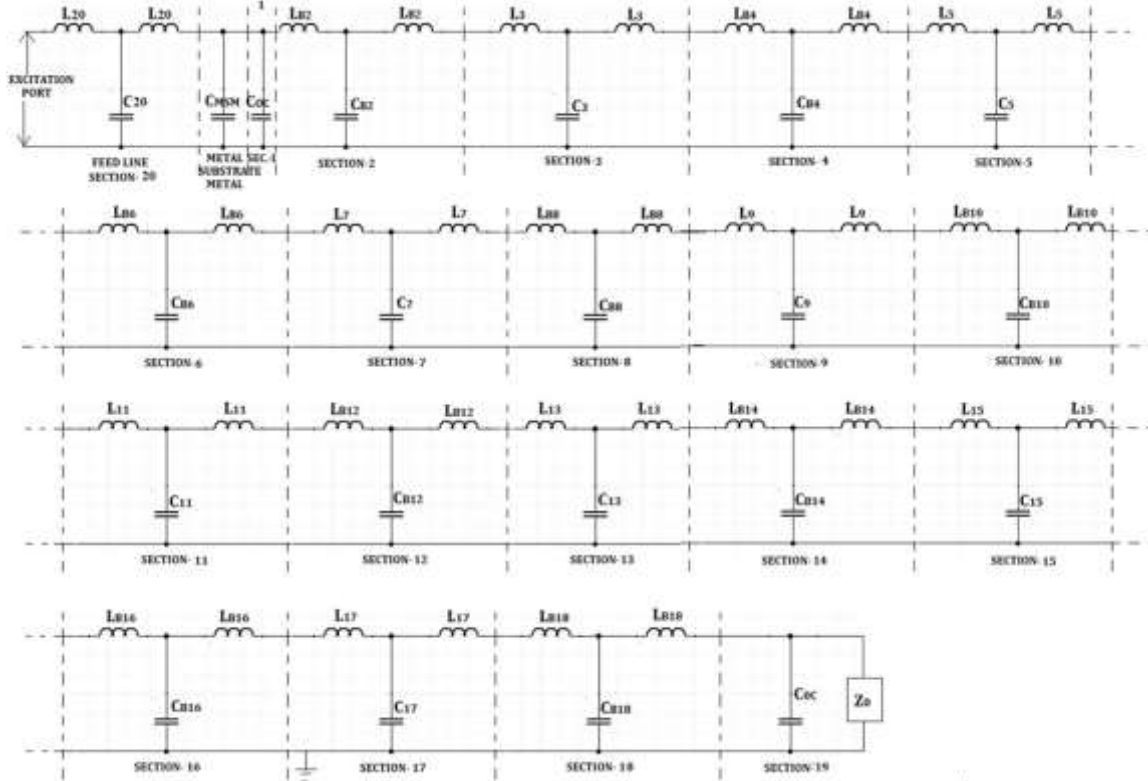 1
L20 L20 LB2 LB2 L3 L3 LB4 LB4 L5 L5
EXCITATION
PORT
C20 CMSM COC CB2 C3 CB4 C5
FEED LINE
SECTION- 20
METAL
SUBSTRATE
METAL
SEC-1
SECTION-2 SECTION-3 SECTION- 4 SECTION-5
LB6 LB6 L7 L7 LB8 LB8 L9 L9 LB10 LB10
CB6 C7 CB8 C9 CB10
SECTION-6 SECTION-7 SECTION-8 SECTION-9 SECTION-10
L11 L11 LB12 LB12 L13 L13 LB14 LB14 L15 L15
C11 CB12 C13 CB14 C15
SECTION- 11 SECTION-12 SECTION-13 SECTION-14 SECTION-15
LB16 LB16 L17 L17 LB18 LB18
CB16 C17 CB18 COC Z0
SECTION-16 SECTION-17 SECTION-18 SECTION-19